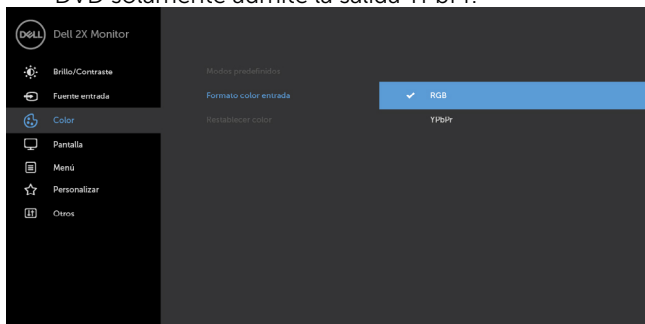 DVD solamente admite la salida YPbPr.
DELL Dell 2X Monitor
Brillo/Contraste Modos predefinidos
Fuente entrada Formato color entrada RGB
Color Restablecer color YPbPr
Pantalla
Menú
Personalizar
Otros